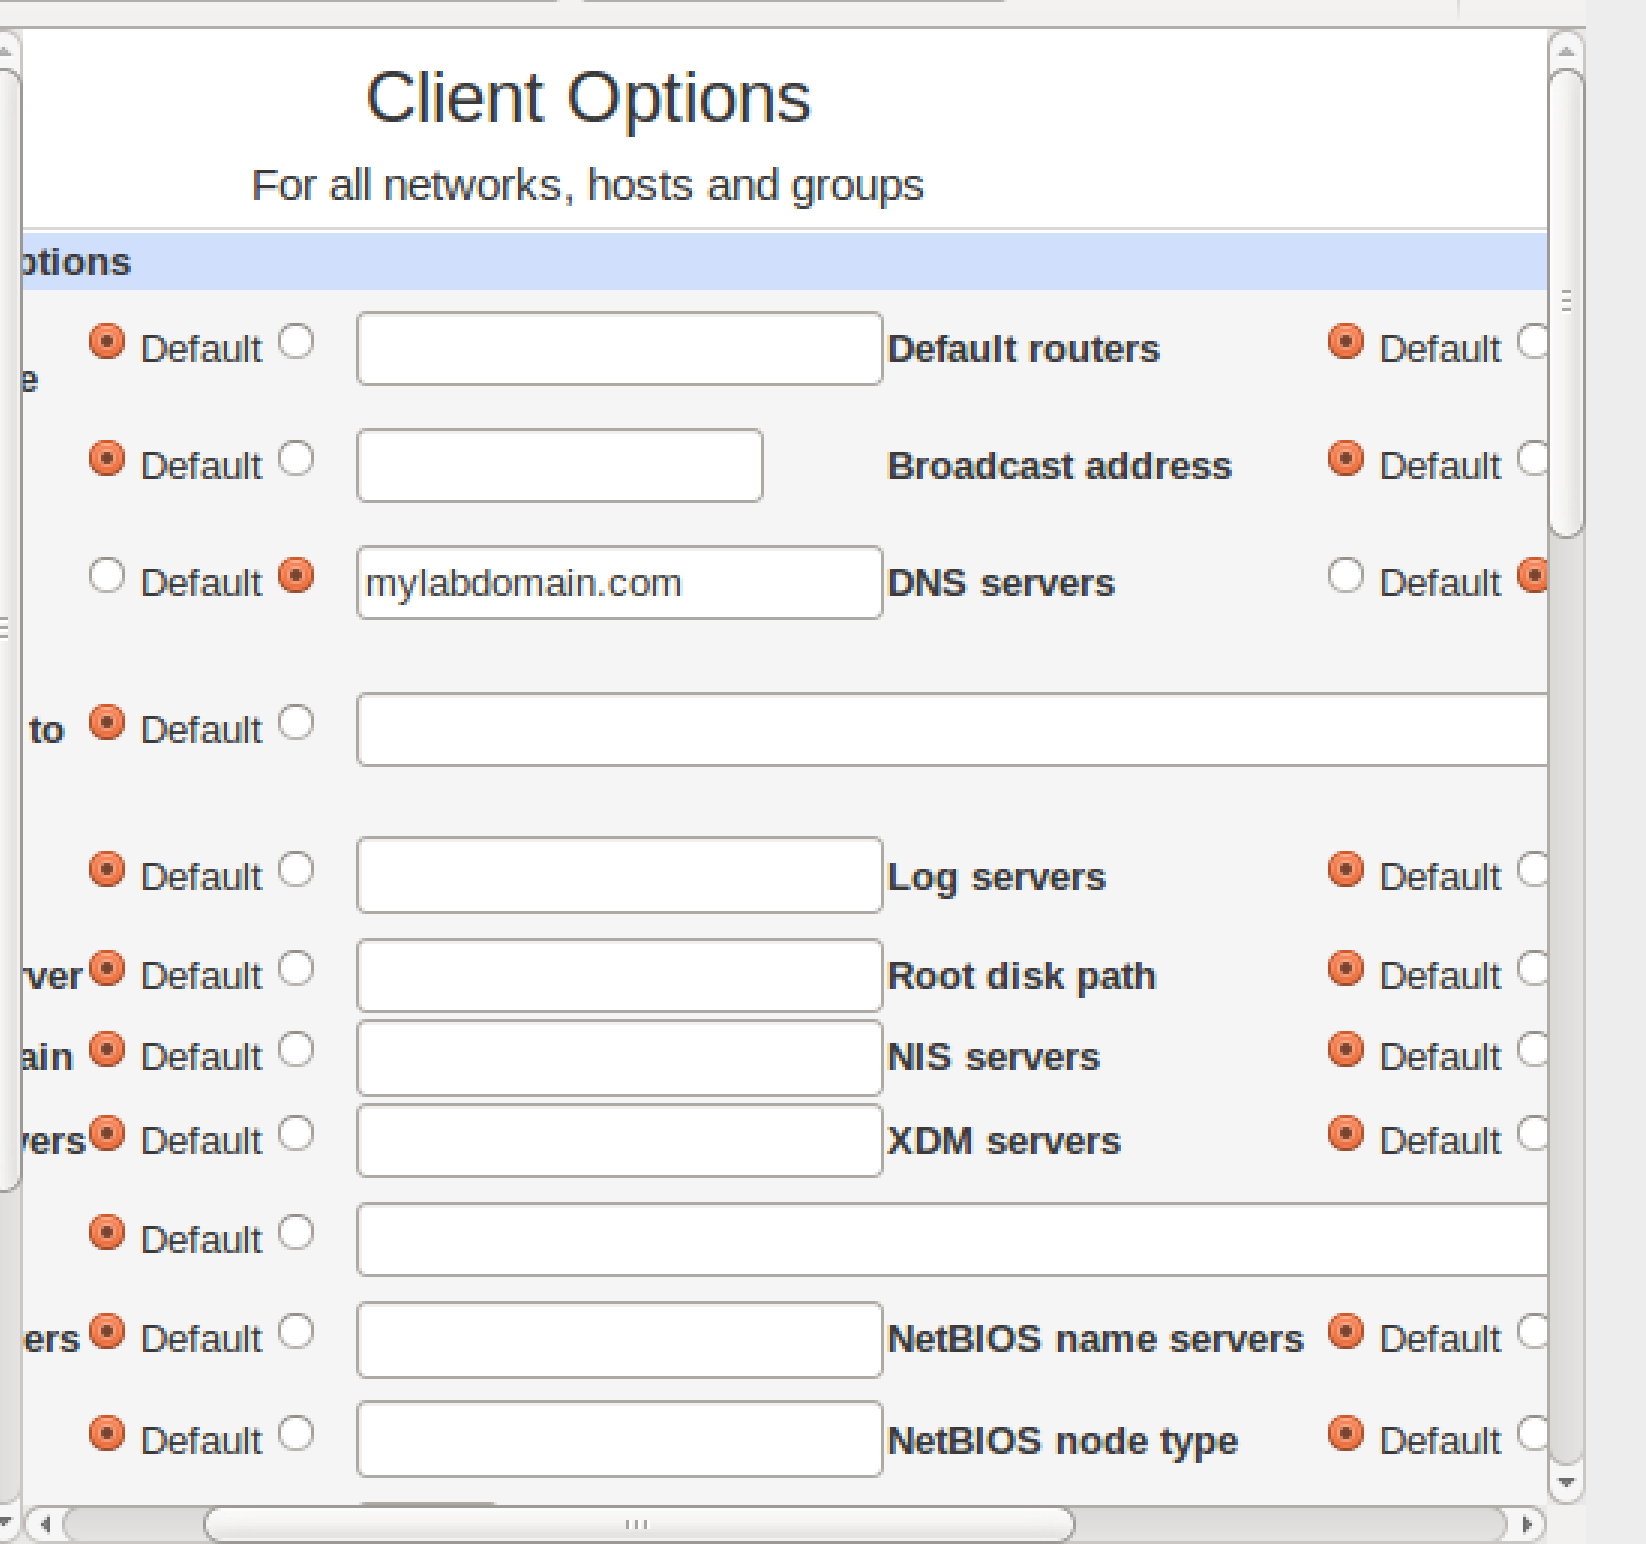 Client Options
For all networks, hosts and groups
ptions
Default Default routers Default
e
Default Broadcast address Default
Default mylabdomain.com DNS servers Default
to Default
Default Log servers Default
ver Default Root disk path Default
ain Default NIS servers Default
vers Default XDM servers Default
Default
ers Default NetBIOS name servers Default
Default NetBIOS node type Default